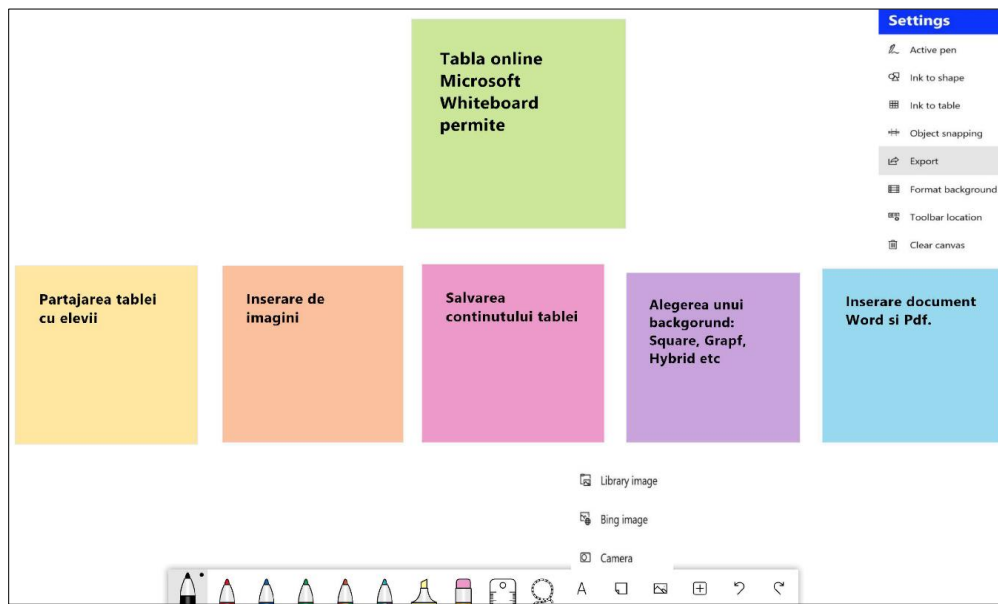 Tabla online
Microsoft
Whiteboard
permite
Settings
Active pen
Ink to shape
Ink to table
Object snapping
Export
Format background
Toolbar location
Clear canvas
Partajarea tablei
cu elevii
Inserare de
imagini
Salvarea
continutului tablei
Alegerea unui
backgorund:
Square, Grapf,
Hybrid etc
Inserare document
Word si Pdf.
Library image
Bing image
Camera
A